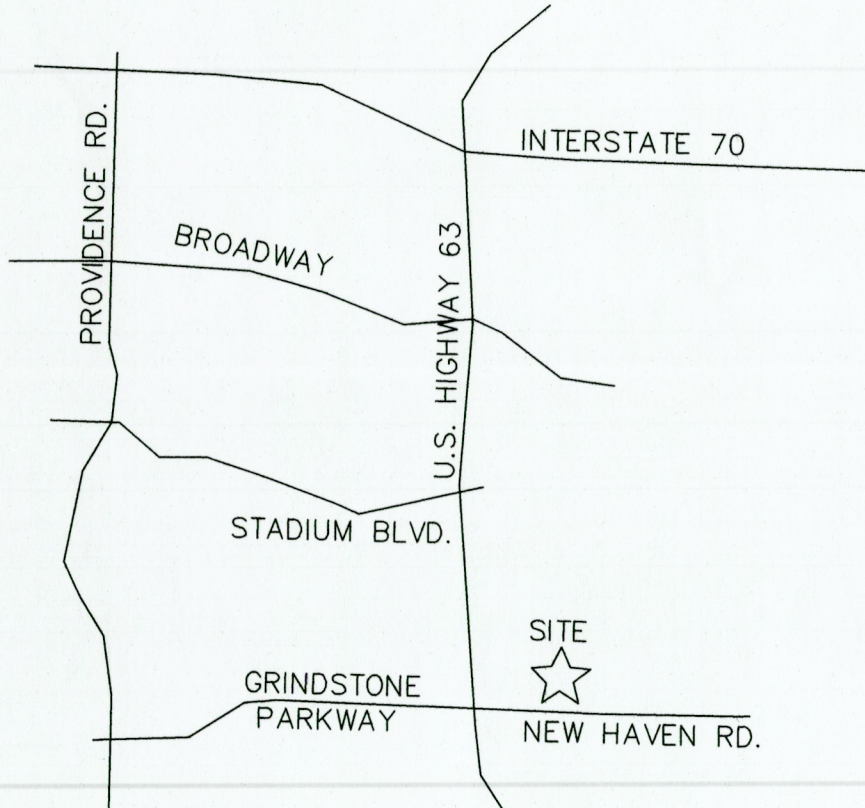 INTERSTATE 70
PROVIDENCE RD.
BROADWAY
U.S. HIGHWAY 63
STADIUM BLVD.
SITE
GRINDSTONE
PARKWAY
NEW HAVEN RD.